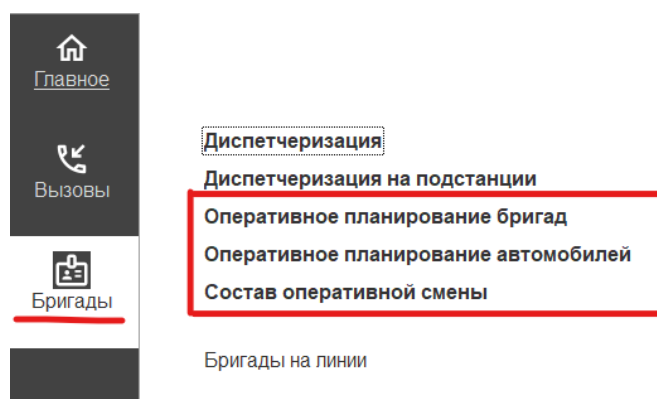 Главное
Вызовы
Бригады
Диспетчеризация
Диспетчеризация на подстанции
Оперативное планирование бригад
Оперативное планирование автомобилей
Состав оперативной смены
Бригады на линии